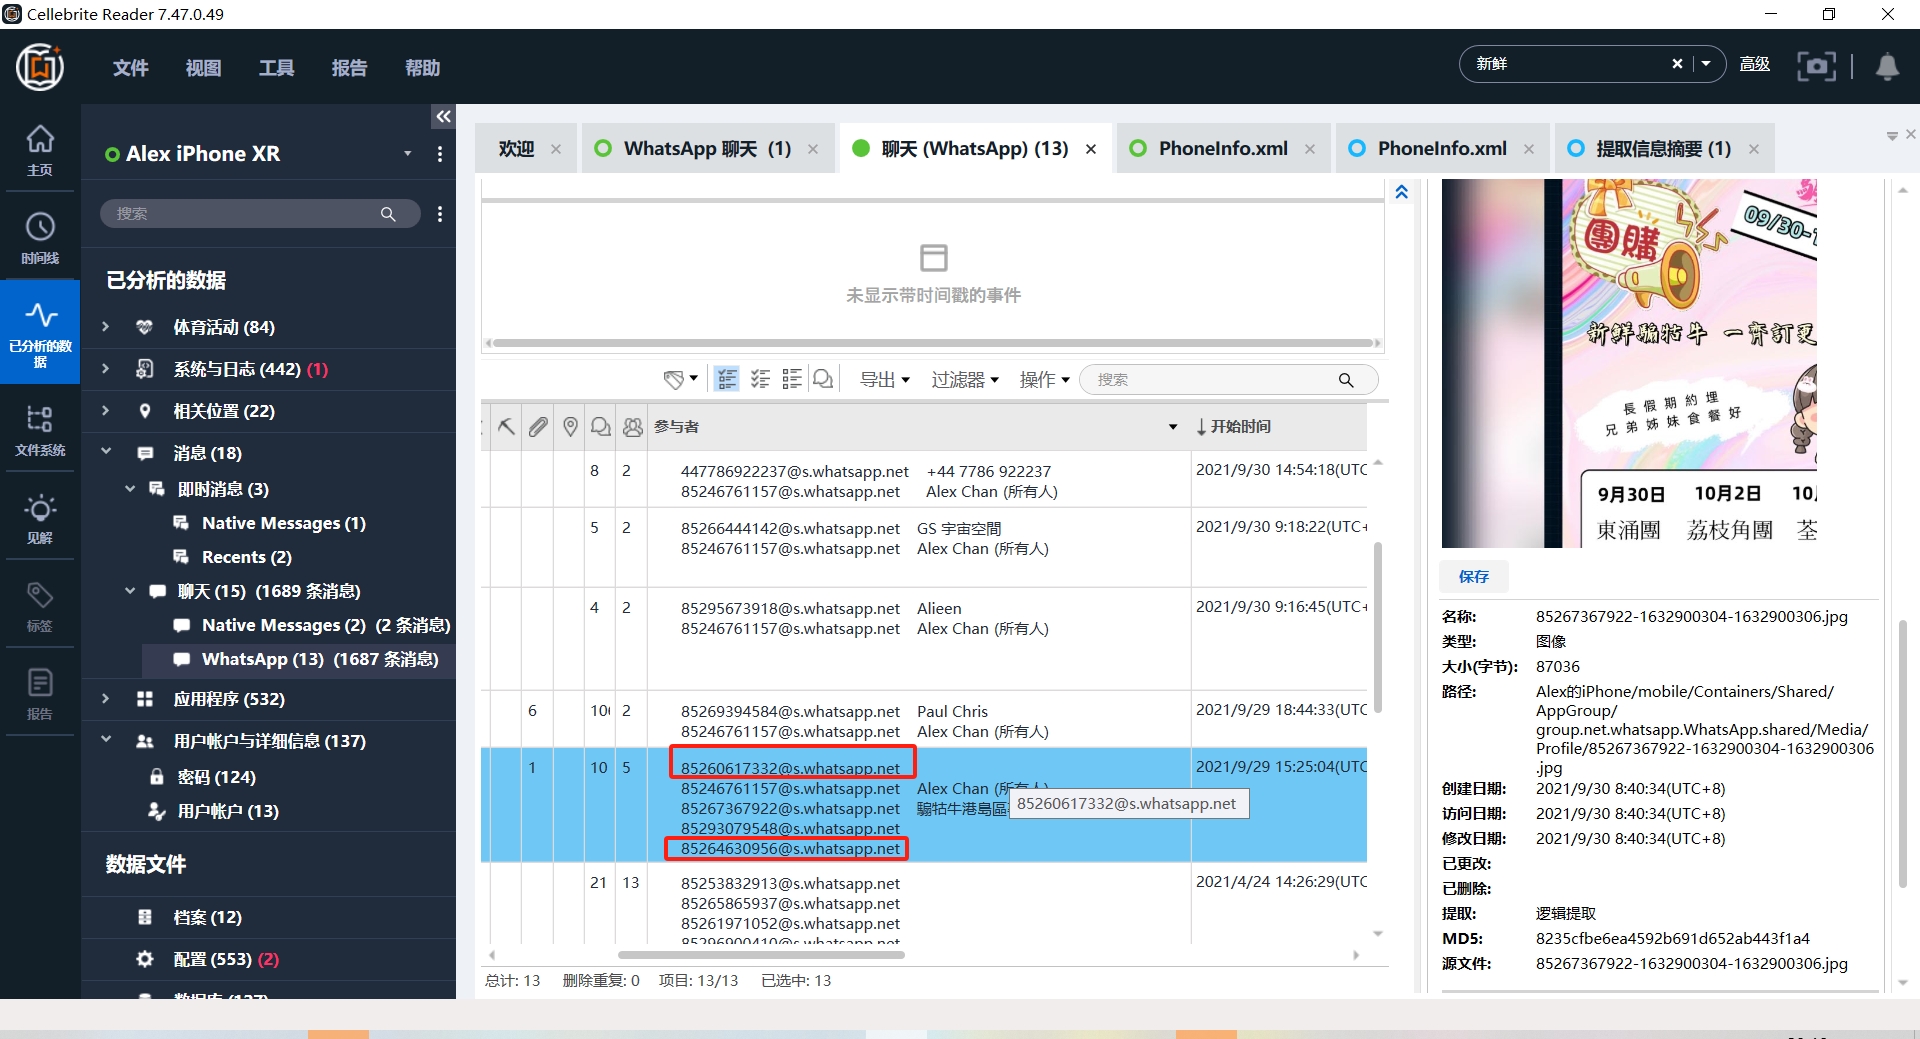 Cellebrite Reader 7.47.0.49
文件 视图 工具 报告 帮助
新鲜
高级
主页
时间线
已分析的数据
文件系统
见解
标签
报告
Alex iPhone XR
搜索
已分析的数据
体育活动 (84)
系统与日志 (442) (1)
相关位置 (22)
消息 (18)
即时消息 (3)
Native Messages (1)
Recents (2)
聊天 (15) (1689 条消息)
Native Messages (2) (2 条消息)
WhatsApp (13) (1687 条消息)
应用程序 (532)
用户帐户与详细信息 (137)
密码 (124)
用户帐户 (13)
数据文件
档案 (12)
配置 (553) (2)
欢迎
WhatsApp 聊天 (1)
聊天 (WhatsApp) (13)
PhoneInfo.xml
PhoneInfo.xml
提取信息摘要 (1)
未显示带时间戳的事件
导出 过滤器 操作 搜索
参与者 开始时间
8 2 447786922237@s.whatsapp.net +44 7786 922237 2021/9/30 14:54:18(UTC
85246761157@s.whatsapp.net Alex Chan (所有人)
5 2 85266444142@s.whatsapp.net GS 宇宙空間 2021/9/30 9:18:22(UTC+
85246761157@s.whatsapp.net Alex Chan (所有人)
4 2 85295673918@s.whatsapp.net Alieen 2021/9/30 9:16:45(UTC+
85246761157@s.whatsapp.net Alex Chan (所有人)
6 10 2 85269394584@s.whatsapp.net Paul Chris 2021/9/29 18:44:33(UTC
85246761157@s.whatsapp.net Alex Chan (所有人)
1 10 5 85260617332@s.whatsapp.net 2021/9/29 15:25:04(UTC
85246761157@s.whatsapp.net Alex Chan (所有人)
85267367922@s.whatsapp.net 騸牯牛港島區
85260617332@s.whatsapp.net
85293079548@s.whatsapp.net
85264630956@s.whatsapp.net
21 13 85253832913@s.whatsapp.net 2021/4/24 14:26:29(UTC
85265865937@s.whatsapp.net
85261971052@s.whatsapp.net
85296900410@s.whatsapp.net
总计: 13 删除重复: 0 项目: 13/13 已选中: 13
團購
09/30-
新鮮騸牯牛 一齊訂更
長假期約埋
兄弟姊妹食餐好
9月30日 10月2日 10
東涌團 荔枝角團 荃
保存
名称: 85267367922-1632900304-1632900306.jpg
类型: 图像
大小(字节): 87036
路径: Alex的iPhone/mobile/Containers/Shared/
AppGroup/
group.net.whatsapp.WhatsApp.shared/Media/
Profile/85267367922-1632900304-1632900306
.jpg
创建日期: 2021/9/30 8:40:34(UTC+8)
访问日期: 2021/9/30 8:40:34(UTC+8)
修改日期: 2021/9/30 8:40:34(UTC+8)
已更改:
已删除:
提取: 逻辑提取
MD5: 8235cfbe6ea4592b691d652ab443f1a4
源文件: 85267367922-1632900304-1632900306.jpg